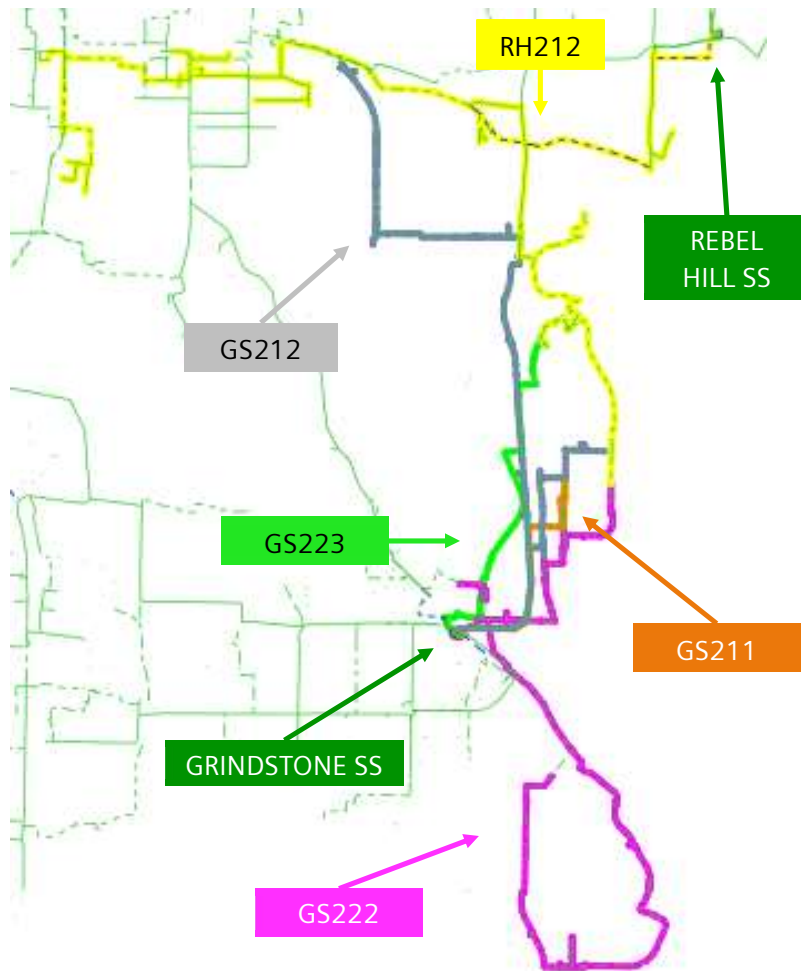 RH212
REBEL
HILL SS
GS212
GS223
GS211
GRINDSTONE SS
GS222